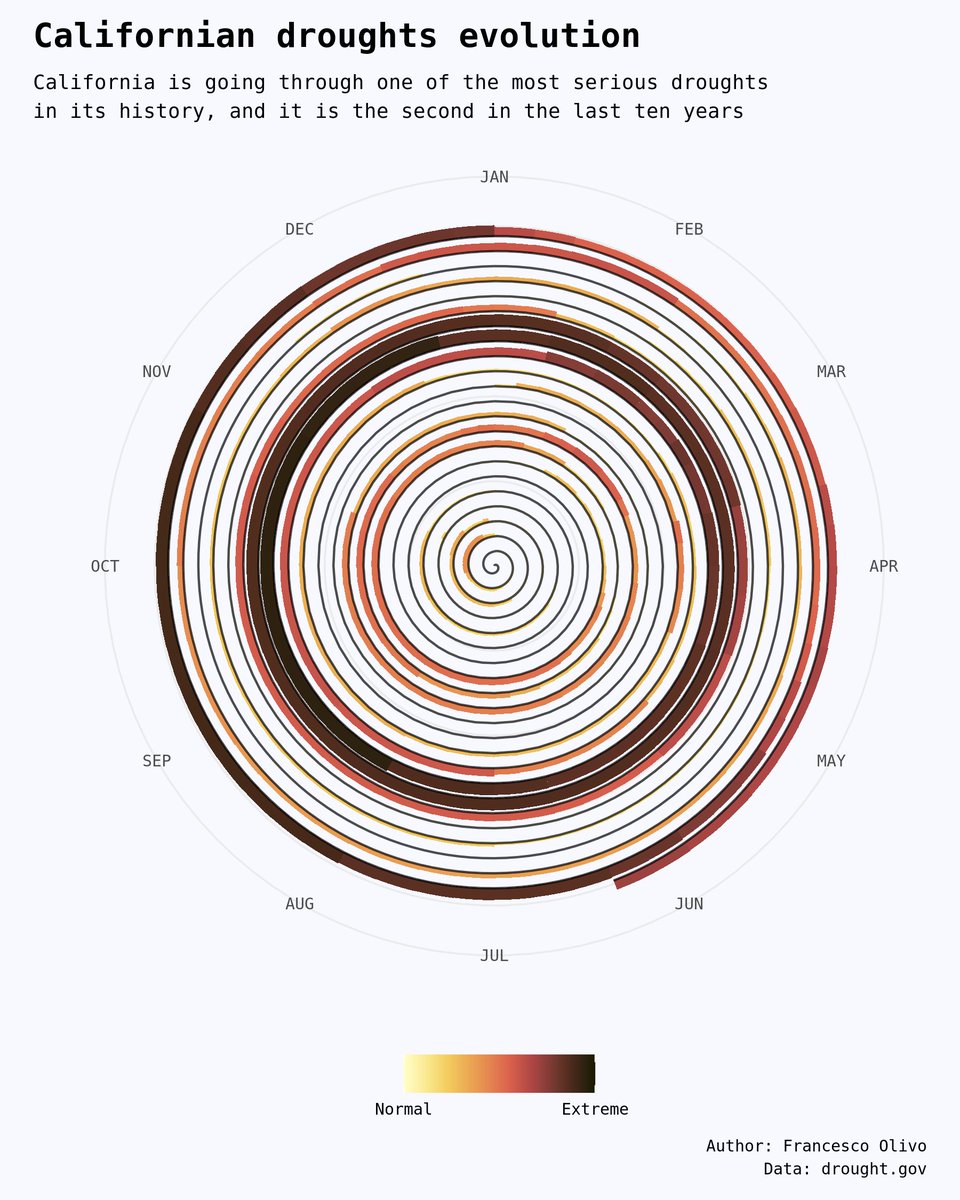 Californian droughts evolution
California is going through one of the most serious droughts
in its history, and it is the second in the last ten years
JAN
DEC
FEB
NOV
MAR
OCT
APR
SEP
MAY
AUG
JUN
JUL
Normal
Extreme
Author: Francesco Olivo
Data: drought.gov